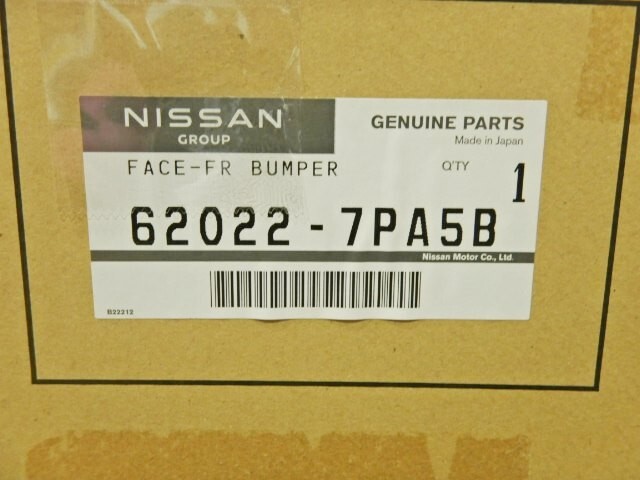 NISSAN
GROUP
GENUINE PARTS
Made in Japan
FACE-FR BUMPER
Q'TY 1
62022-7PA5B
Nissan Motor Co., Ltd.
B22212